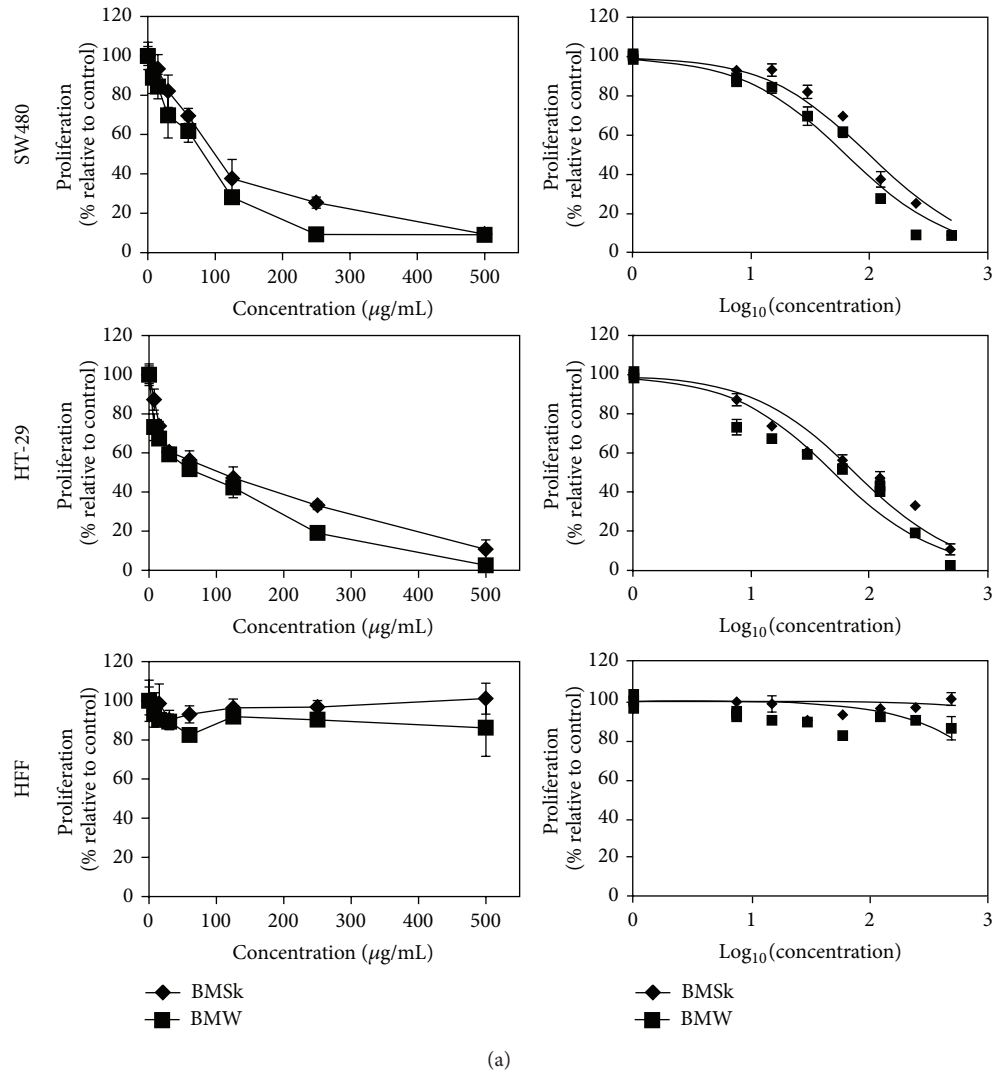 SW480
Proliferation
(% relative to control)
120
100
80
60
40
20
0
0 100 200 300 400 500
Concentration (µg/mL)
Proliferation
(% relative to control)
120
100
80
60
40
20
0
0 1 2 3
Log₁₀(concentration)
HT-29
Proliferation
(% relative to control)
120
100
80
60
40
20
0
0 100 200 300 400 500
Concentration (µg/mL)
Proliferation
(% relative to control)
120
100
80
60
40
20
0
0 1 2 3
Log₁₀(concentration)
HFF
Proliferation
(% relative to control)
120
100
80
60
40
20
0
0 100 200 300 400 500
Concentration (µg/mL)
Proliferation
(% relative to control)
120
100
80
60
40
20
0
0 1 2 3
Log₁₀(concentration)
BMSk
BMW
BMSk
BMW
(a)